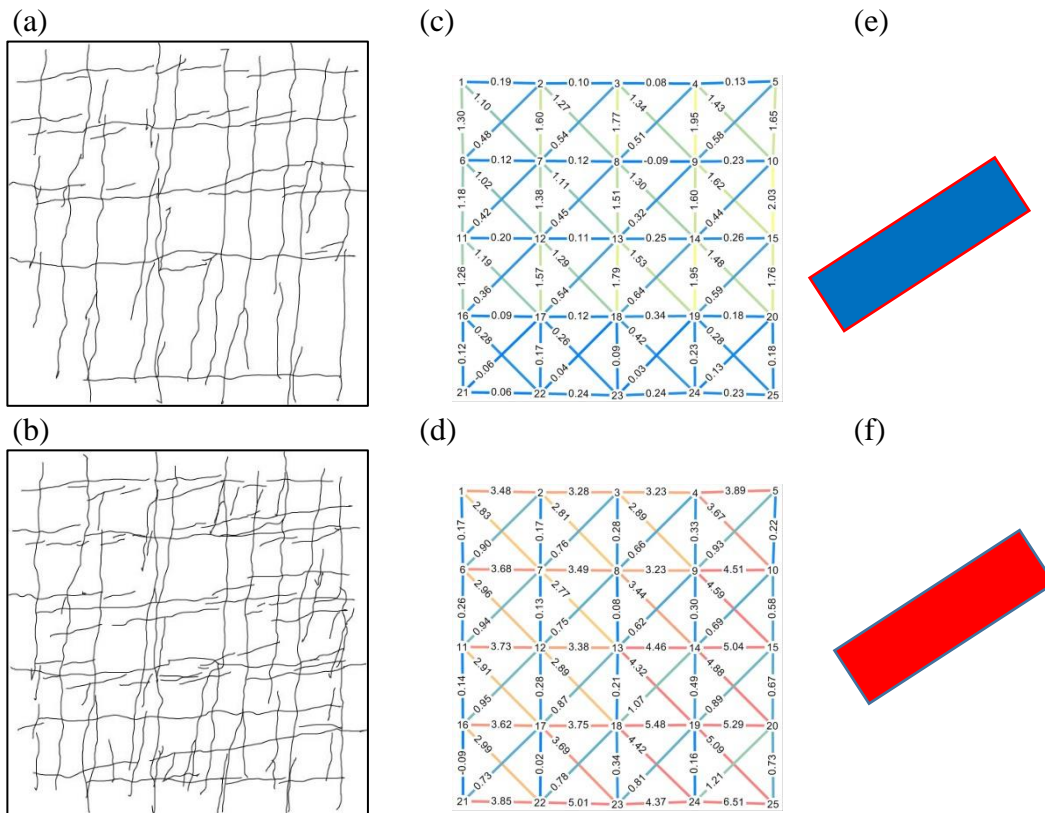 (a)
(c)
(e)
1 0.19 2 0.10 3 0.08 4 0.13 5
1.10 1.27 1.34 1.43
1.30 1.60 1.77 1.95 1.65
0.48 0.54 0.51 0.58
6 0.12 7 0.12 8 -0.09 9 0.23 10
1.02 1.11 1.30 1.62
1.18 1.38 1.51 1.60 2.03
0.42 0.45 0.32 0.44
11 0.20 12 0.11 13 0.25 14 0.26 15
1.19 1.29 1.53 1.48
1.26 1.57 1.79 1.95 1.76
0.36 0.54 0.64 0.59
16 0.09 17 0.12 18 0.34 19 0.18 20
0.28 0.26 0.42 0.28
0.12 0.17 0.09 0.23 0.18
-0.06 0.04 0.03 0.13
21 0.06 22 0.24 23 0.24 24 0.23 25
(b)
(d)
(f)
1 3.48 2 3.28 3 3.23 4 3.89 5
2.83 2.81 2.89 3.67
0.17 0.17 0.28 0.33 0.22
0.90 0.76 0.66 0.93
6 3.68 7 3.49 8 3.23 9 4.51 10
2.96 2.77 3.44 4.59
0.26 0.13 0.08 0.30 0.58
0.94 0.75 0.62 0.69
11 3.73 12 3.38 13 4.46 14 5.04 15
2.91 2.89 4.32 4.88
0.14 0.28 0.21 0.49 0.67
0.95 0.87 1.07 0.89
16 3.62 17 3.75 18 5.48 19 5.29 20
2.99 3.69 4.42 5.09
-0.09 0.02 0.34 0.16 0.73
0.73 0.78 0.81 1.21
21 3.85 22 5.01 23 4.37 24 6.51 25